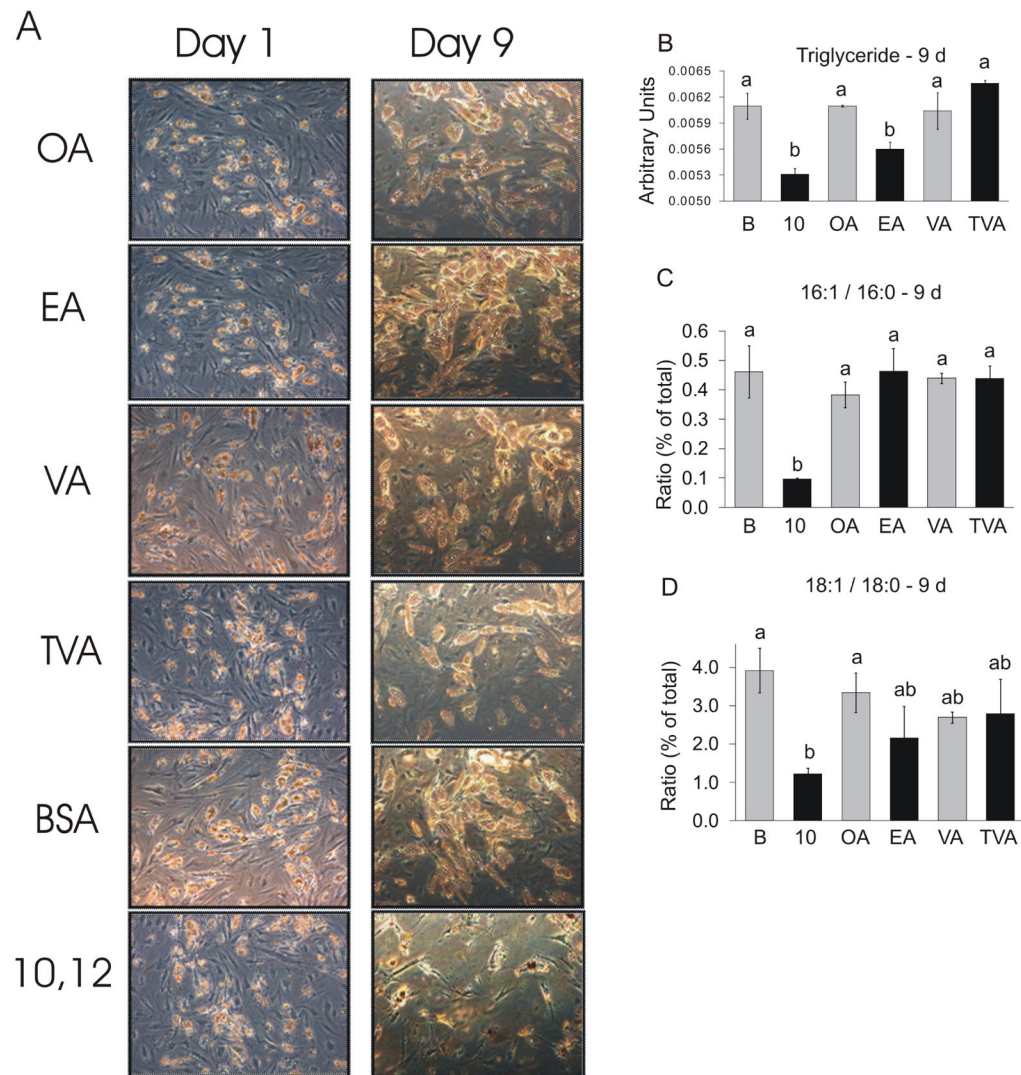 A
Day 1
Day 9
OA
EA
VA
TVA
BSA
10,12
B
Triglyceride - 9 d
Arbitrary Units
0.0065
0.0062
0.0059
0.0056
0.0053
0.0050
a
b
a
b
a
a
B 10 OA EA VA TVA
C
16:1 / 16:0 - 9 d
Ratio (% of total)
0.6
0.5
0.4
0.3
0.2
0.1
0.0
a
b
a
a
a
a
B 10 OA EA VA TVA
D
18:1 / 18:0 - 9 d
Ratio (% of total)
4.0
3.0
2.0
1.0
0.0
a
b
a
ab
ab
ab
B 10 OA EA VA TVA